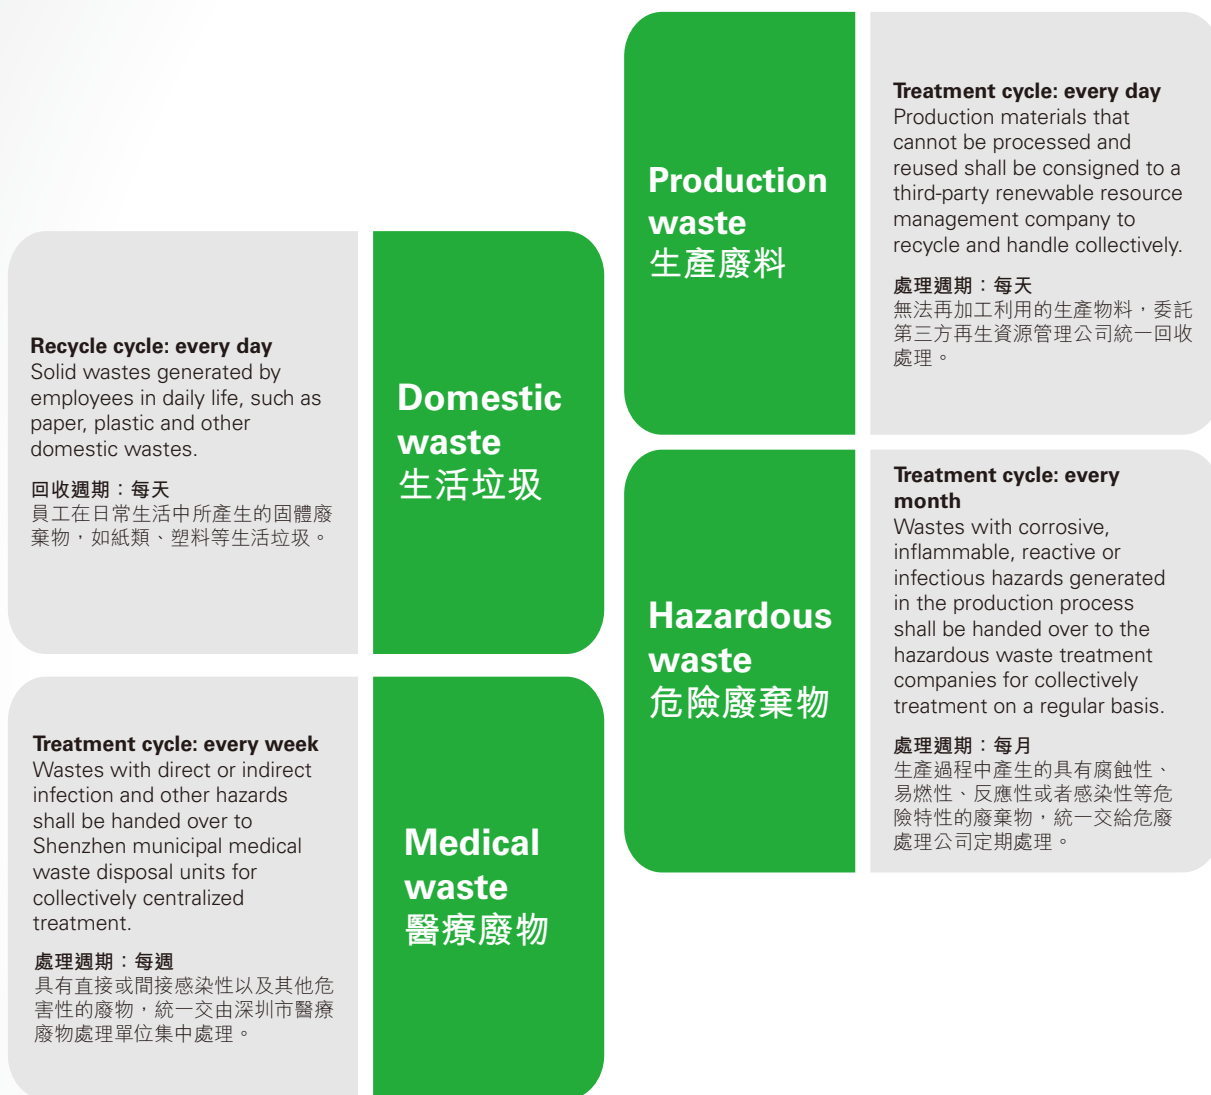 Production
waste
生產廢料
Treatment cycle: every day
Production materials that
cannot be processed and
reused shall be consigned to a
third-party renewable resource
management company to
recycle and handle collectively.
處理週期：每天
無法再加工利用的生產物料，委託
第三方再生資源管理公司統一回收
處理。
Recycle cycle: every day
Solid wastes generated by
employees in daily life, such as
paper, plastic and other
domestic wastes.
回收週期：每天
員工在日常生活中所產生的固體廢
棄物，如紙類、塑料等生活垃圾。
Domestic
waste
生活垃圾
Hazardous
waste
危險廢棄物
Treatment cycle: every
month
Wastes with corrosive,
inflammable, reactive or
infectious hazards generated
in the production process
shall be handed over to the
hazardous waste treatment
companies for collectively
treatment on a regular basis.
處理週期：每月
生產過程中產生的具有腐蝕性、
易燃性、反應性或者感染性等危
險特性的廢棄物，統一交給危廢
處理公司定期處理。
Treatment cycle: every week
Wastes with direct or indirect
infection and other hazards
shall be handed over to
Shenzhen municipal medical
waste disposal units for
collectively centralized
treatment.
處理週期：每週
具有直接或間接感染性以及其他危
害性的廢物，統一交由深圳市醫療
廢物處理單位集中處理。
Medical
waste
醫療廢物